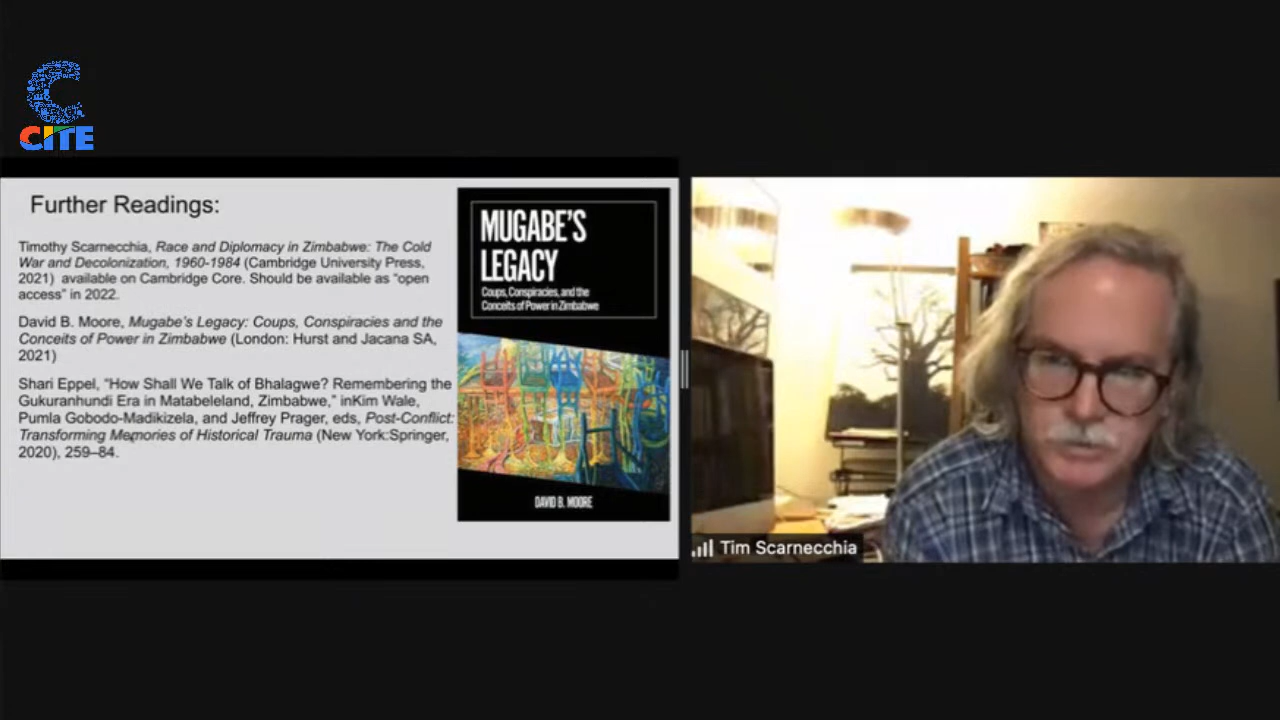 CITE
Further Readings:
Timothy Scarnecchia, Race and Diplomacy in Zimbabwe: The Cold
War and Decolonization, 1960-1984 (Cambridge University Press,
2021) available on Cambridge Core. Should be available as “open
access” in 2022.
David B. Moore, Mugabe’s Legacy: Coups, Conspiracies and the
Conceits of Power in Zimbabwe (London: Hurst and Jacana SA,
2021)
Shari Eppel, “How Shall We Talk of Bhalagwe? Remembering the
Gukuranhundi Era in Matabeleland, Zimbabwe,” inKim Wale,
Pumla Gobodo-Madikizela, and Jeffrey Prager, eds, Post-Conflict:
Transforming Memories of Historical Trauma (New York:Springer,
2020), 259–84.
MUGABE’S
LEGACY
Coups, Conspiracies, and the
Conceits of Power in Zimbabwe
DAVID B. MOORE
Tim Scarnecchia